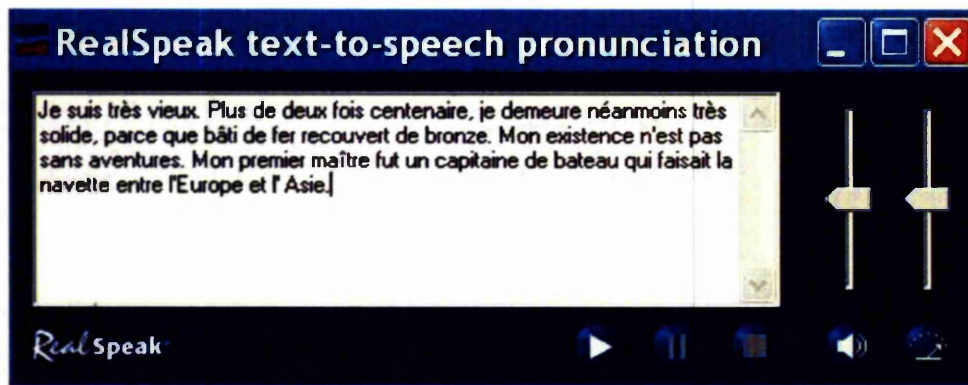 RealSpeak text-to-speech pronunciation
Je suis très vieux. Plus de deux fois centenaire, je demeure néanmoins très
solide, parce que bâti de fer recouvert de bronze. Mon existence n'est pas
sans aventures. Mon premier maître fut un capitaine de bateau qui faisait la
navette entre l'Europe et l' Asie.
RealSpeak